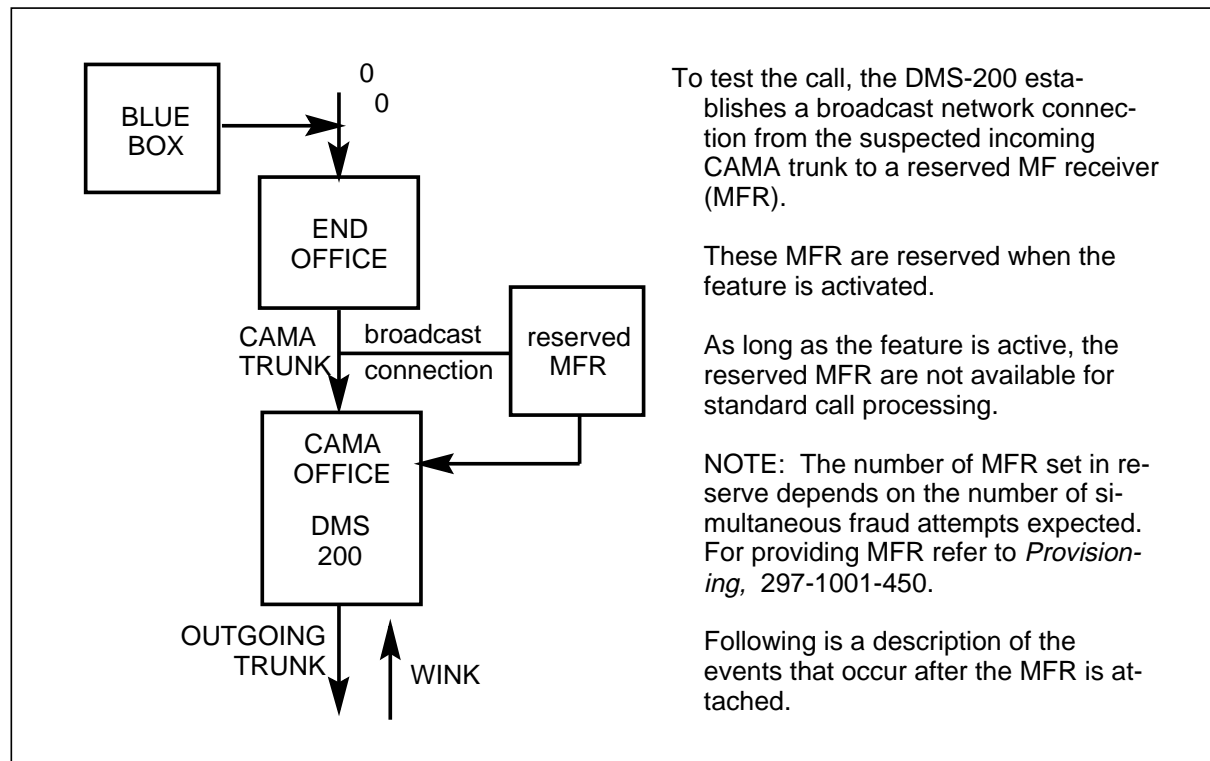 0
0
BLUE
BOX
END
OFFICE
CAMA
TRUNK
broadcast
connection
reserved
MFR
CAMA
OFFICE
DMS
200
OUTGOING
TRUNK
WINK
To test the call, the DMS-200 esta-
blishes a broadcast network connec-
tion from the suspected incoming
CAMA trunk to a reserved MF receiver
(MFR).
These MFR are reserved when the
feature is activated.
As long as the feature is active, the
reserved MFR are not available for
standard call processing.
NOTE: The number of MFR set in re-
serve depends on the number of si-
multaneous fraud attempts expected.
For providing MFR refer to Provision-
ing, 297-1001-450.
Following is a description of the
events that occur after the MFR is at-
tached.